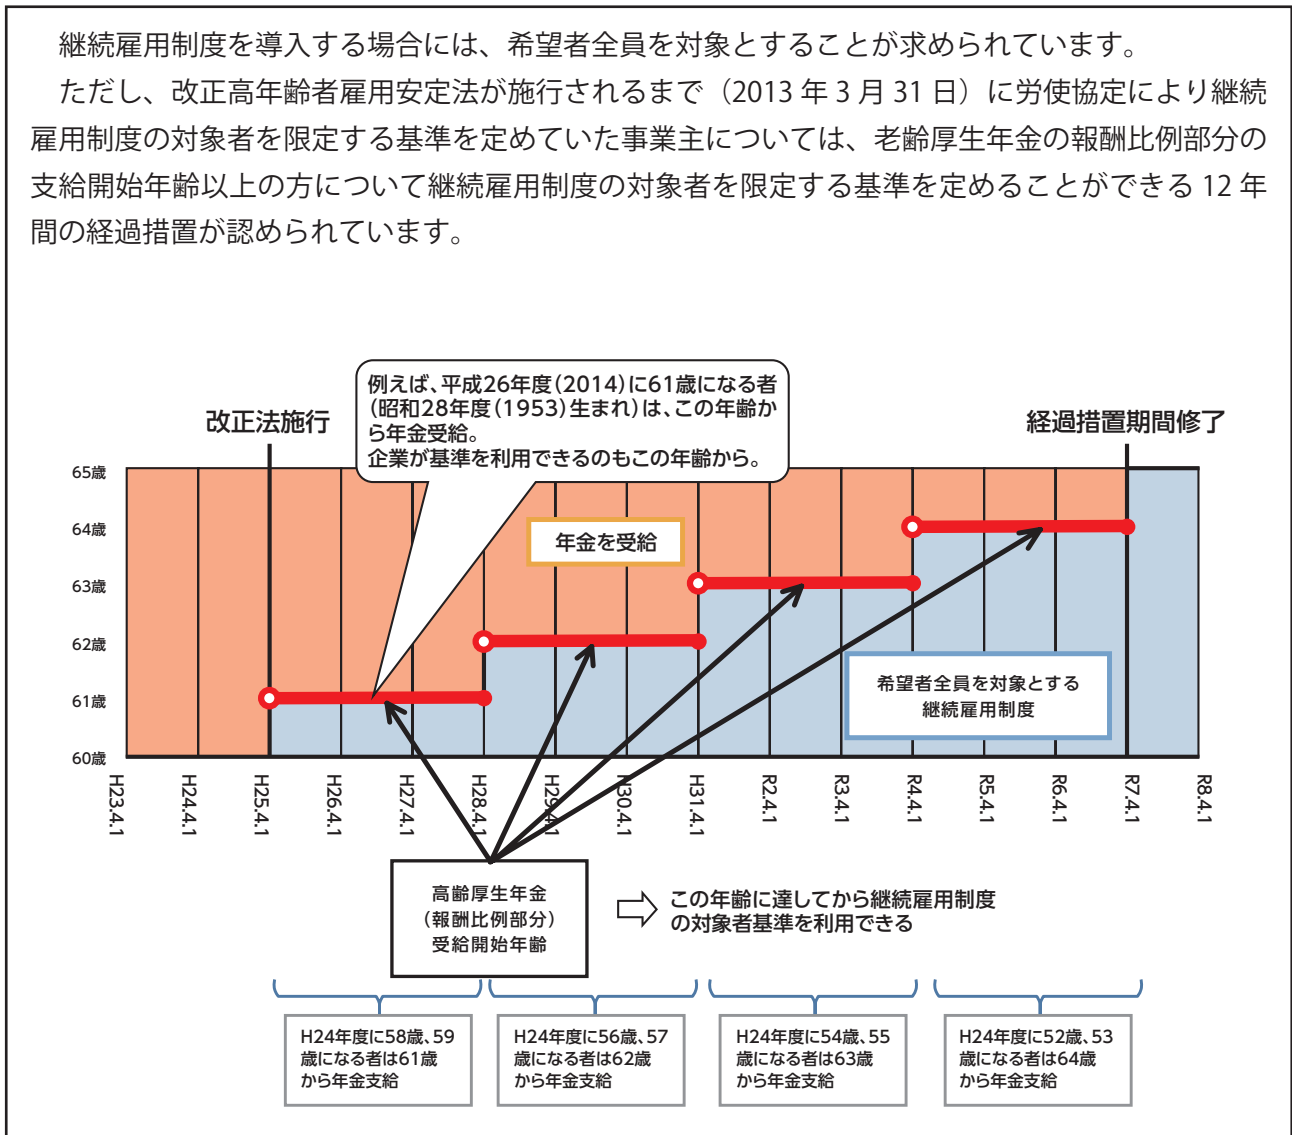 継続雇用制度を導入する場合には、希望者全員を対象とすることが求められています。
ただし、改正高年齢者雇用安定法が施行されるまで（2013 年 3 月 31 日）に労使協定により継続
雇用制度の対象者を限定する基準を定めていた事業主については、老齢厚生年金の報酬比例部分の
支給開始年齢以上の方について継続雇用制度の対象者を限定する基準を定めることができる 12 年
間の経過措置が認められています。
例えば、平成26年度（2014）に61歳になる者
（昭和28年度（1953）生まれ）は、この年齢か
ら年金受給。
企業が基準を利用できるのもこの年齢から。
改正法施行
経過措置期間修了
65歳
64歳
63歳
62歳
61歳
60歳
年金を受給
希望者全員を対象とする
継続雇用制度
H23.4.1
H24.4.1
H25.4.1
H26.4.1
H27.4.1
H28.4.1
H29.4.1
H30.4.1
H31.4.1
R2.4.1
R3.4.1
R4.4.1
R5.4.1
R6.4.1
R7.4.1
R8.4.1
高齢厚生年金
（報酬比例部分）
受給開始年齢
この年齢に達してから継続雇用制度
の対象者基準を利用できる
H24年度に58歳、59
歳になる者は61歳
から年金支給
H24年度に56歳、57
歳になる者は62歳
から年金支給
H24年度に54歳、55
歳になる者は63歳
から年金支給
H24年度に52歳、53
歳になる者は64歳
から年金支給